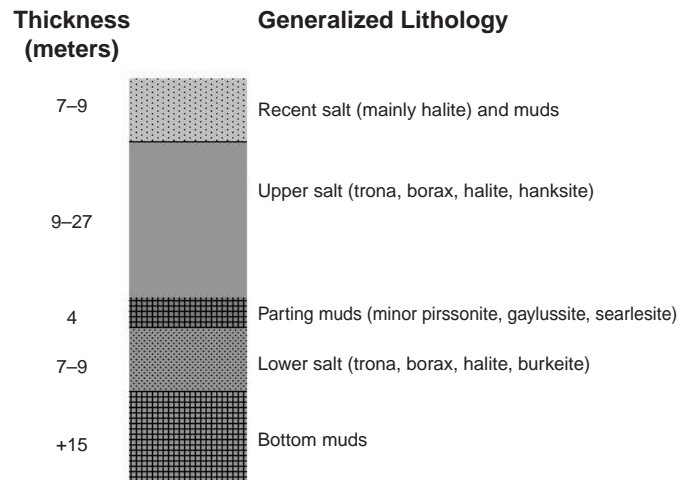 Thickness
(meters)
Generalized Lithology
7–9
Recent salt (mainly halite) and muds
9–27
Upper salt (trona, borax, halite, hanksite)
4
Parting muds (minor pirssonite, gaylussite, searlesite)
7–9
Lower salt (trona, borax, halite, burkeite)
+15
Bottom muds